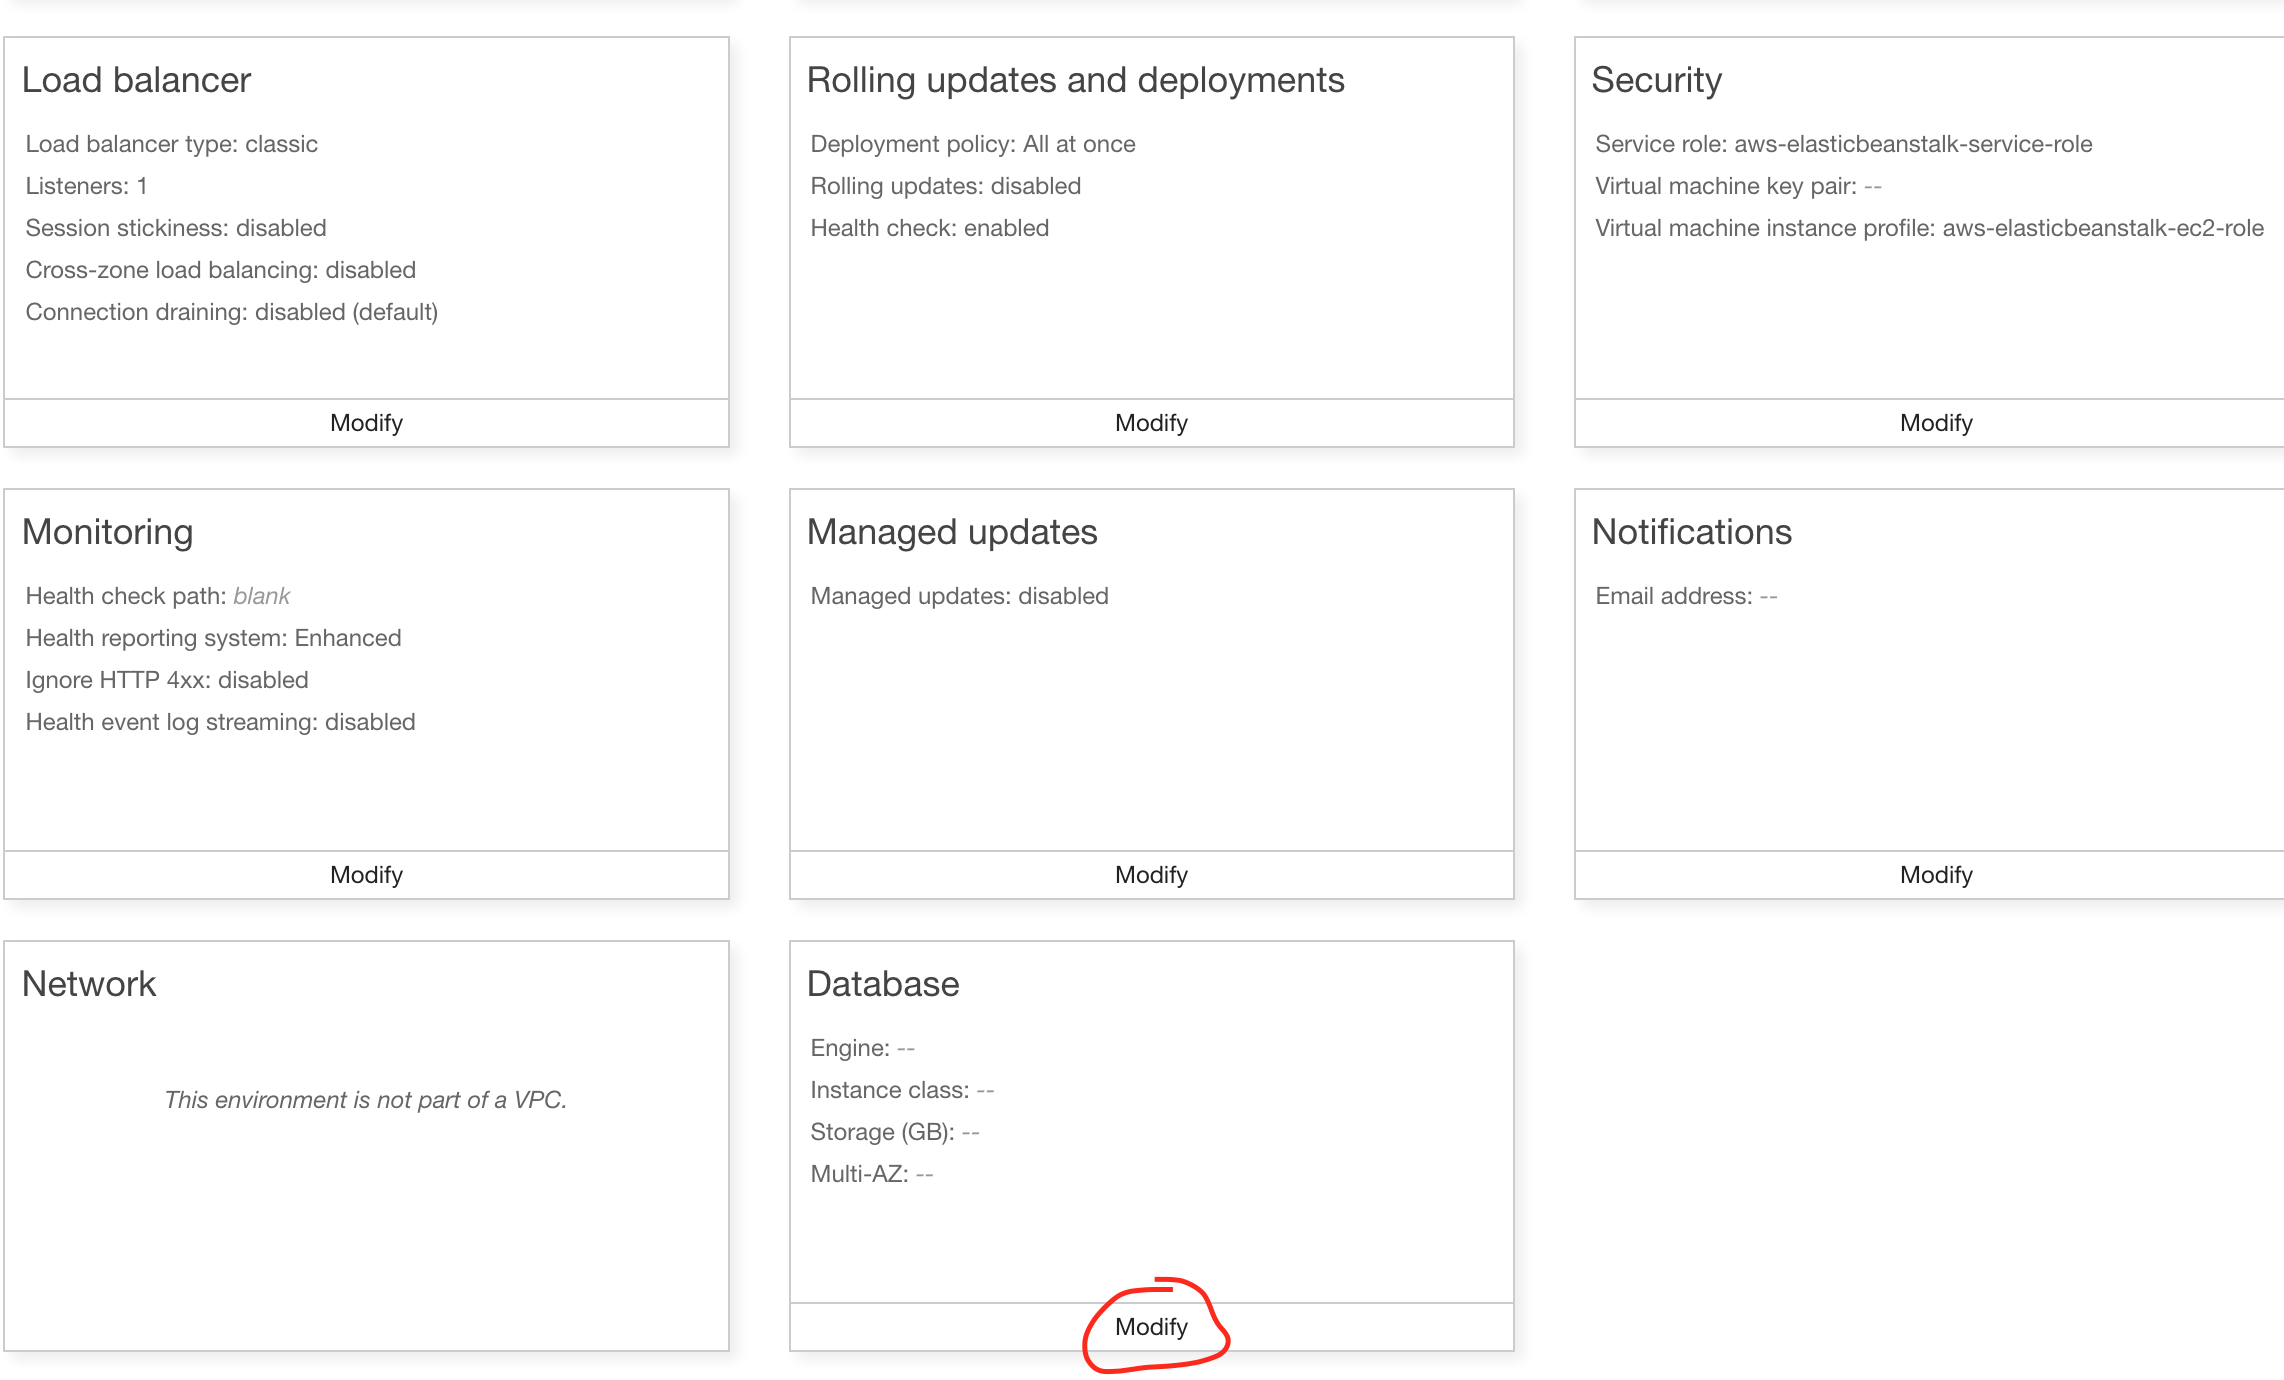 Load balancer
Load balancer type: classic
Listeners: 1
Session stickiness: disabled
Cross-zone load balancing: disabled
Connection draining: disabled (default)
Modify
Rolling updates and deployments
Deployment policy: All at once
Rolling updates: disabled
Health check: enabled
Modify
Security
Service role: aws-elasticbeanstalk-service-role
Virtual machine key pair: --
Virtual machine instance profile: aws-elasticbeanstalk-ec2-role
Modify
Monitoring
Health check path: blank
Health reporting system: Enhanced
Ignore HTTP 4xx: disabled
Health event log streaming: disabled
Modify
Managed updates
Managed updates: disabled
Modify
Notifications
Email address: --
Modify
Network
This environment is not part of a VPC.
Database
Engine: --
Instance class: --
Storage (GB): --
Multi-AZ: --
Modify